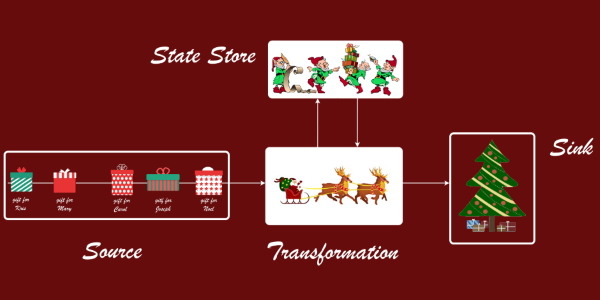 State Store
Sink
gift for
Kris
gift for
Mary
gift for
Carol
gift for
Joseph
gift for
Noel
Source
Transformation